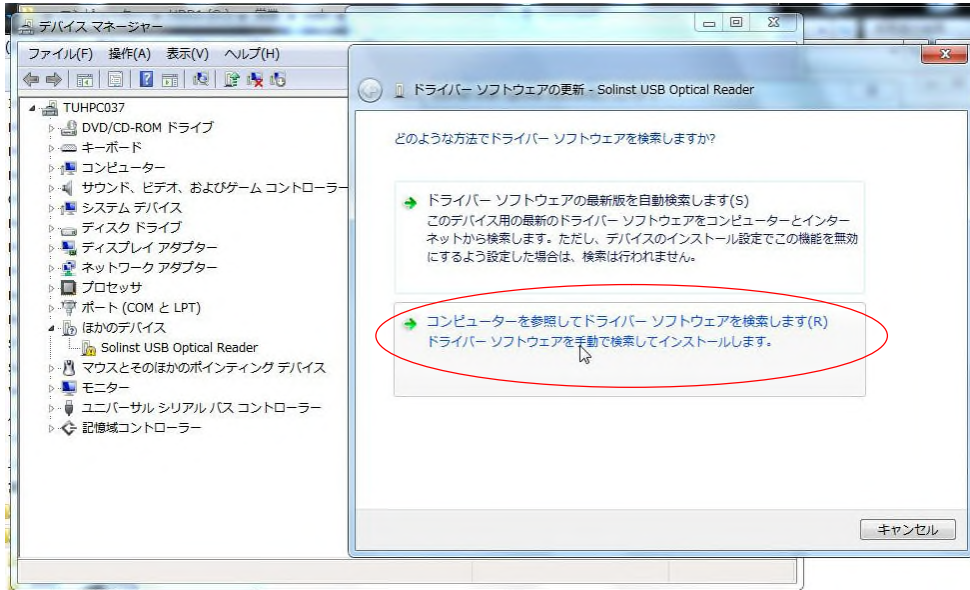 デバイス マネージャー
ファイル(F) 操作(A) 表示(V) ヘルプ(H)
TUHPC037
DVD/CD-ROM ドライブ
キーボード
コンピューター
サウンド、ビデオ、およびゲーム コントローラー
システム デバイス
ディスク ドライブ
ディスプレイ アダプター
ネットワーク アダプター
プロセッサ
ポート (COM と LPT)
ほかのデバイス
Solinst USB Optical Reader
マウスとそのほかのポインティング デバイス
モニター
ユニバーサル シリアル バス コントローラー
記憶域コントローラー
ドライバー ソフトウェアの更新 - Solinst USB Optical Reader
どのような方法でドライバー ソフトウェアを検索しますか?
ドライバー ソフトウェアの最新版を自動検索します(S)
このデバイス用の最新のドライバー ソフトウェアをコンピューターとインター
ネットから検索します。ただし、デバイスのインストール設定でこの機能を無効
にするよう設定した場合は、検索は行われません。
コンピューターを参照してドライバー ソフトウェアを検索します(R)
ドライバー ソフトウェアを手動で検索してインストールします。
キャンセル